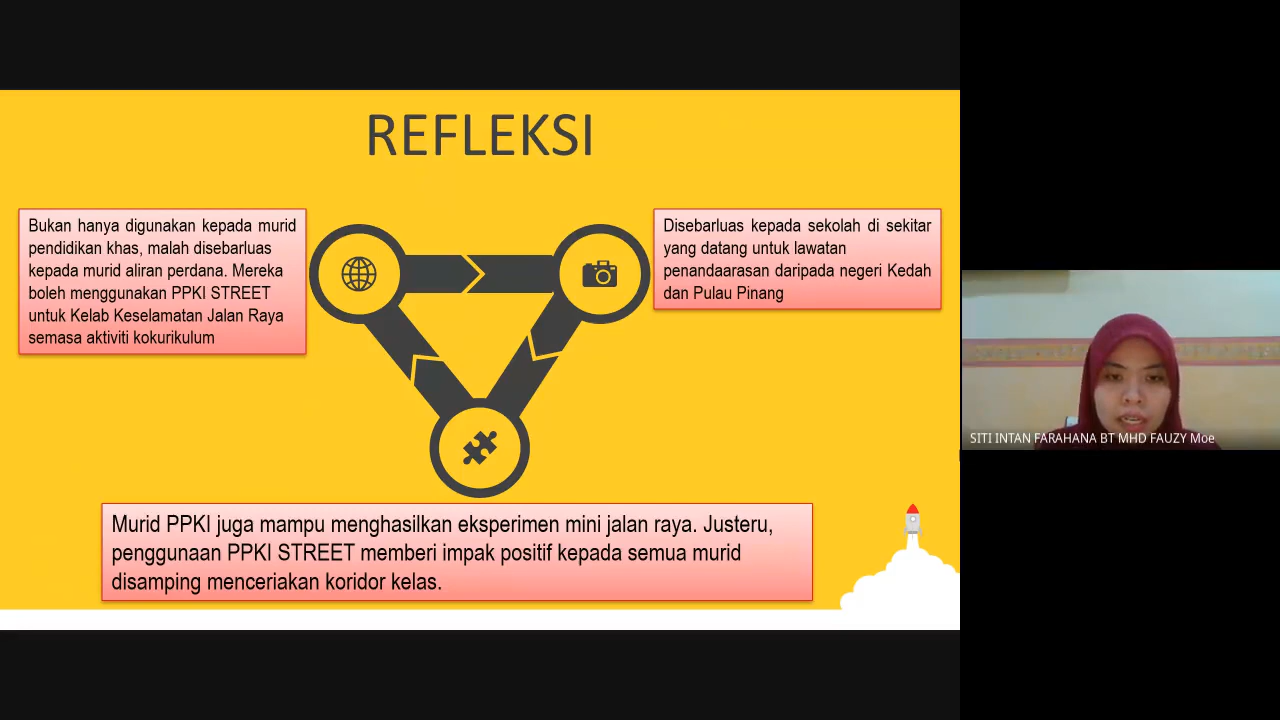 REFLEKSI
Bukan hanya digunakan kepada murid
pendidikan khas, malah disebarluas
kepada murid aliran perdana. Mereka
boleh menggunakan PPKI STREET
untuk Kelab Keselamatan Jalan Raya
semasa aktiviti kokurikulum
Disebarluas kepada sekolah di sekitar
yang datang untuk lawatan
penandaarasan daripada negeri Kedah
dan Pulau Pinang
Murid PPKI juga mampu menghasilkan eksperimen mini jalan raya. Justeru,
penggunaan PPKI STREET memberi impak positif kepada semua murid
disamping menceriakan koridor kelas.
SITI INTAN FARAHANA BT MHD FAUZY Moe